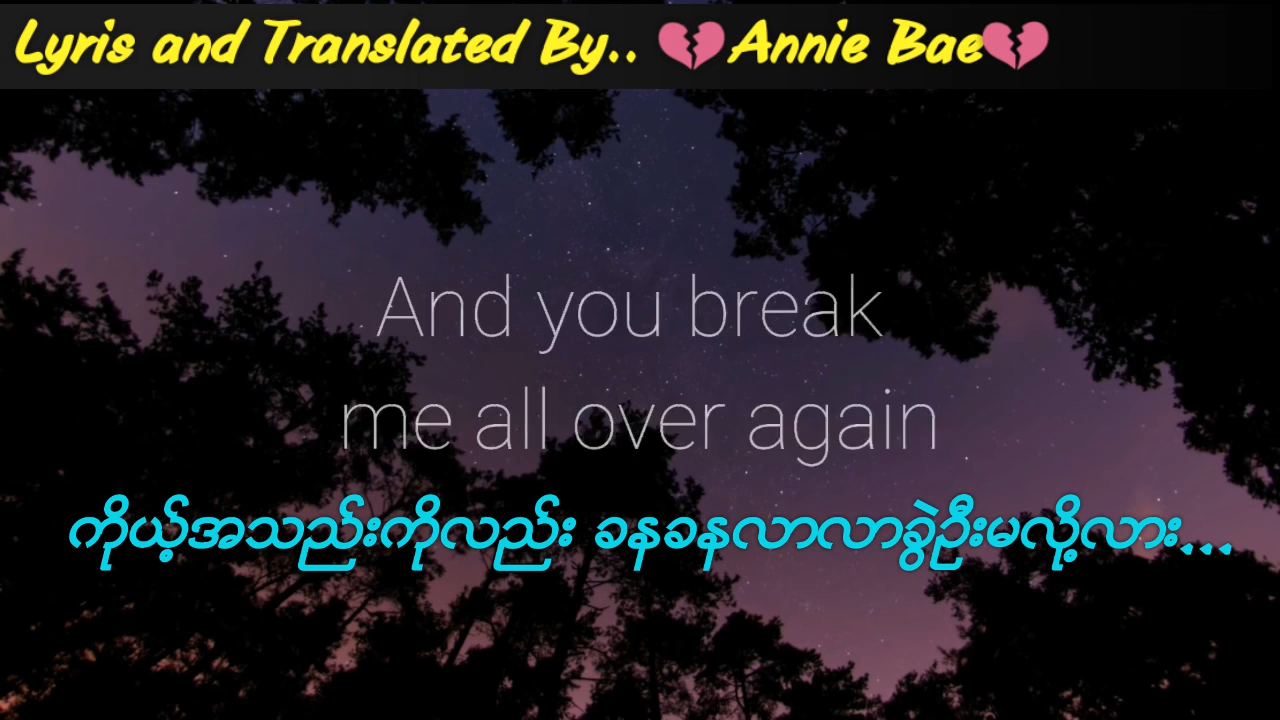 Lyris and Translated By.. 💔Annie Bae💔
And you break
me all over again
ကိုယ့်အသည်းကိုလည်း ခနခနလာလာခွဲဦးမလို့လား...